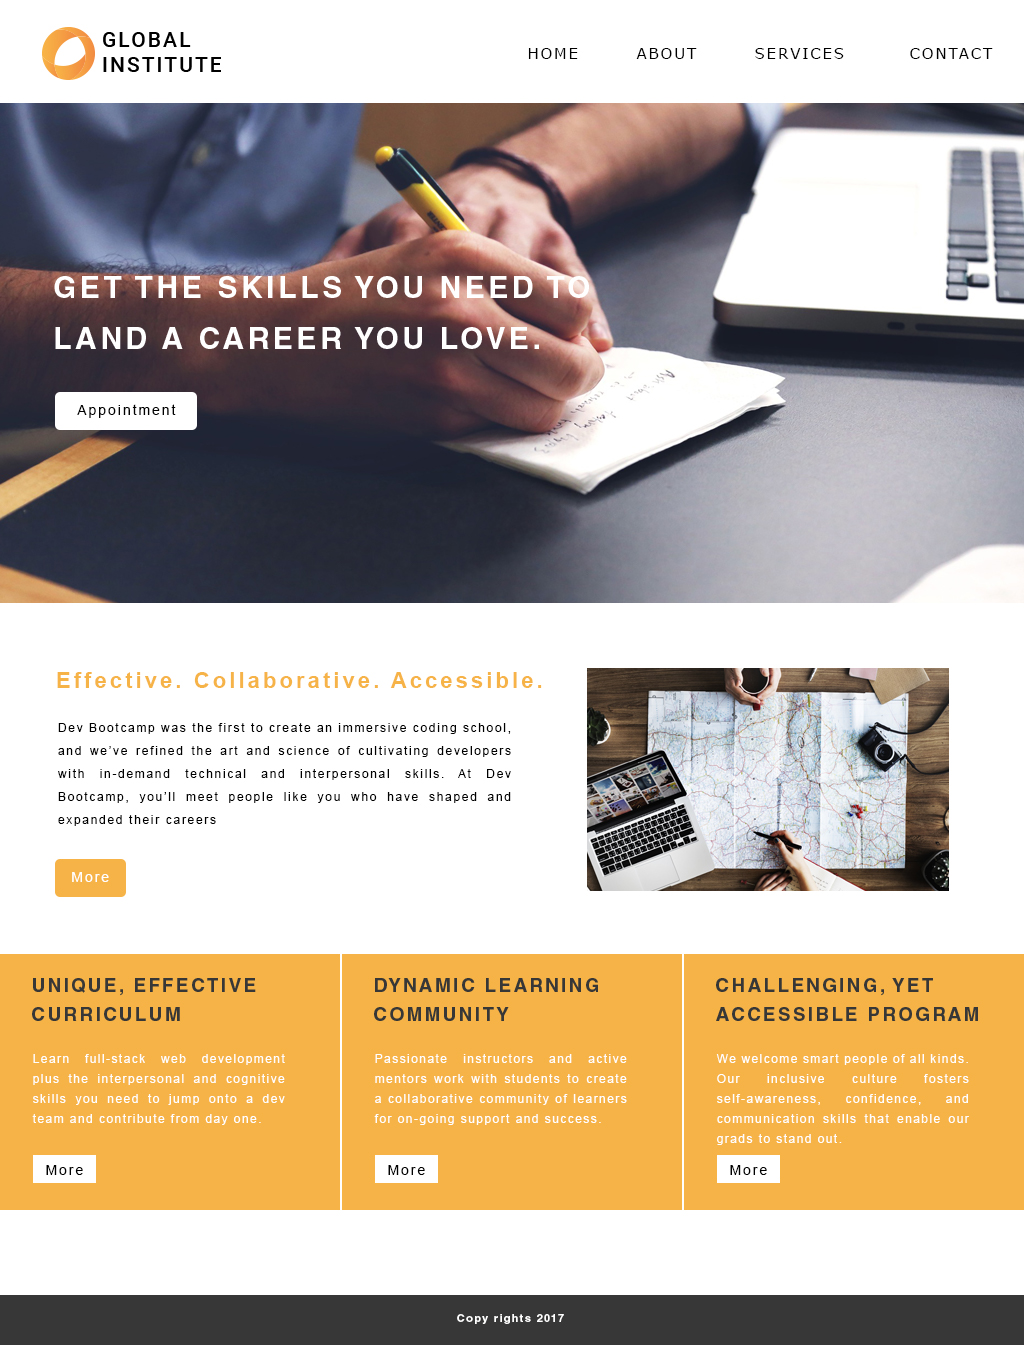 GLOBAL
INSTITUTE
HOME ABOUT SERVICES CONTACT
GET THE SKILLS YOU NEED TO
LAND A CAREER YOU LOVE.
Appointment
Effective. Collaborative. Accessible.
Dev Bootcamp was the first to create an immersive coding school,
and we've refined the art and science of cultivating developers
with in-demand technical and interpersonal skills. At Dev
Bootcamp, you'll meet people like you who have shaped and
expanded their careers
More
UNIQUE, EFFECTIVE
CURRICULUM
Learn full-stack web development
plus the interpersonal and cognitive
skills you need to jump onto a dev
team and contribute from day one.
More
DYNAMIC LEARNING
COMMUNITY
Passionate instructors and active
mentors work with students to create
a collaborative community of learners
for on-going support and success.
More
CHALLENGING, YET
ACCESSIBLE PROGRAM
We welcome smart people of all kinds.
Our inclusive culture fosters
self-awareness, confidence, and
communication skills that enable our
grads to stand out.
More
Copy rights 2017